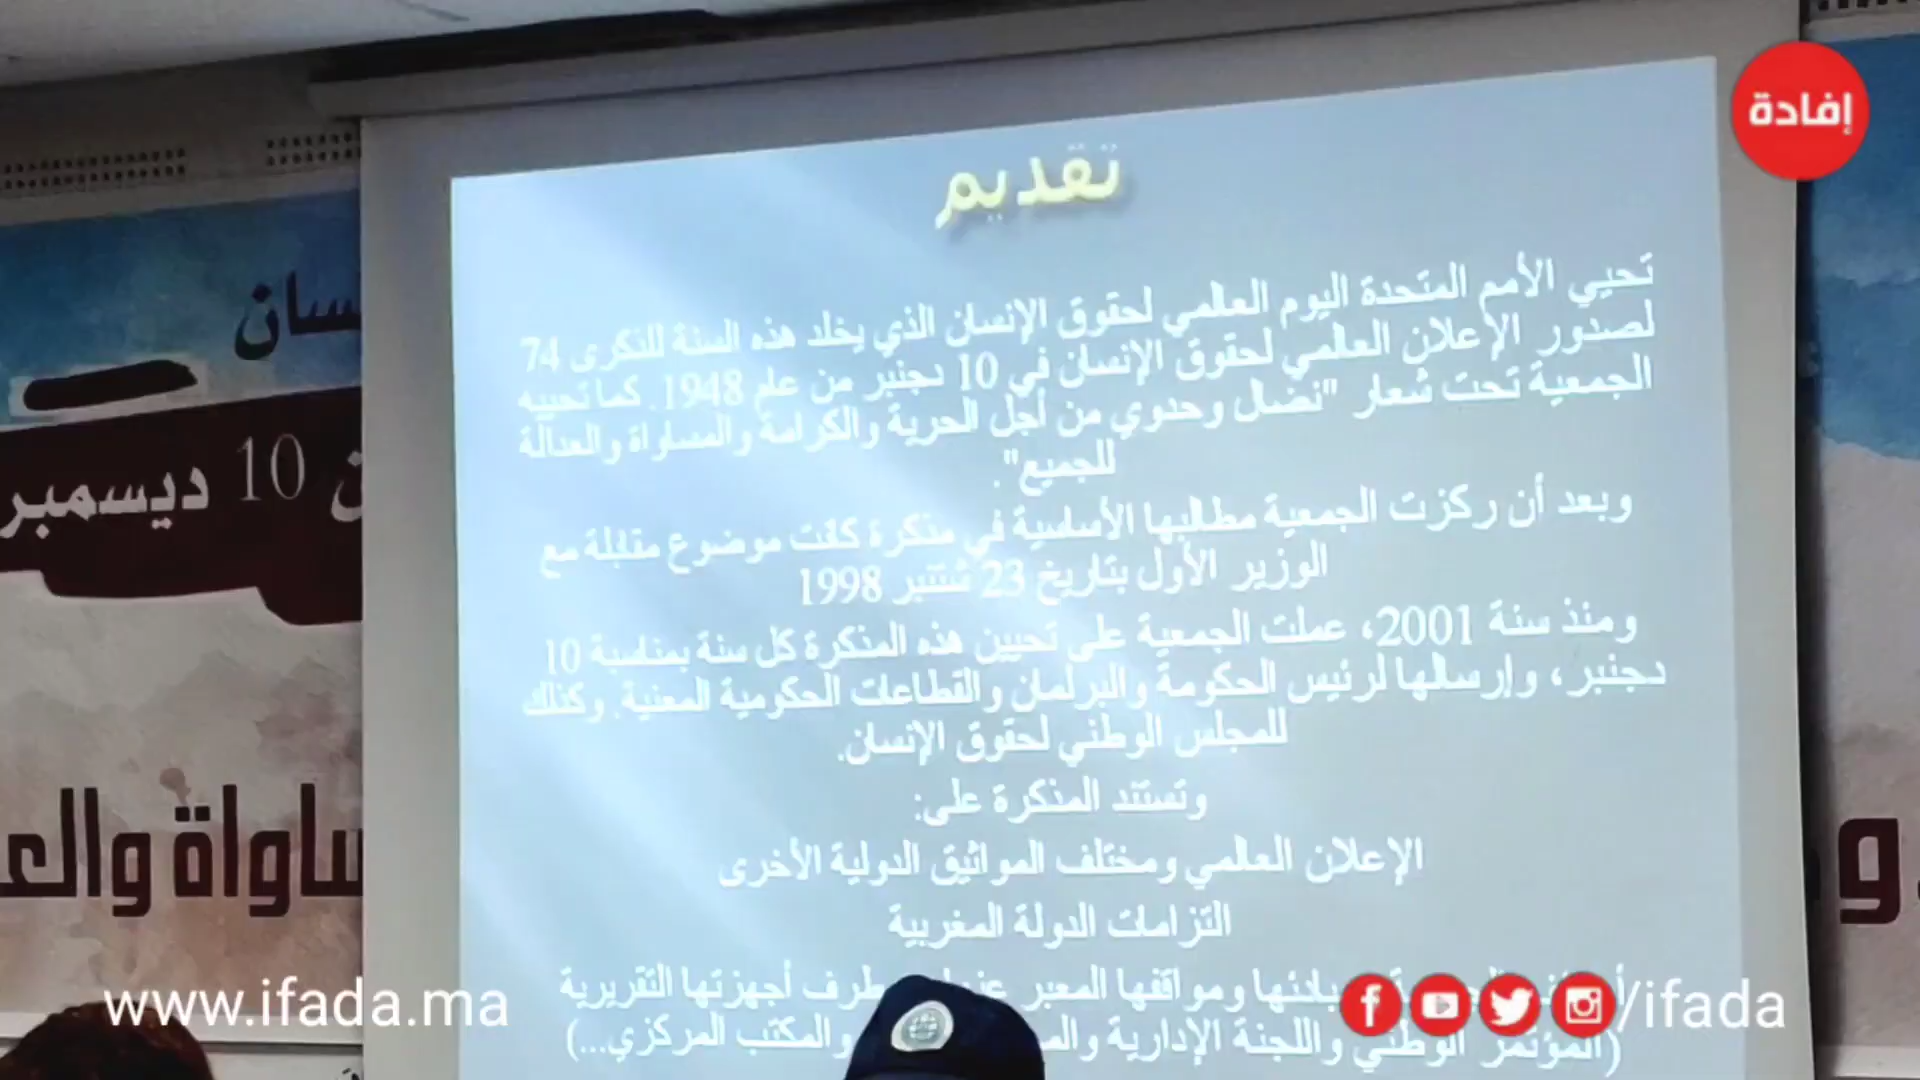 إفادة
تقديم
تحيي الأمم المتحدة اليوم العالمي لحقوق الإنسان الذي يخلد هذه السنة للذكرى 74
لصدور الإعلان العالمي لحقوق الإنسان في 10 دجنبر من عام 1948. كما تحييه
الجمعية تحت شعار "نضال وحدوي من أجل الحرية والكرامة والمساواة والعدالة
للجميع".
وبعد أن ركزت الجمعية مطالبها الأساسية في مذكرة كانت موضوع مقابلة مع
الوزير الأول بتاريخ 23 شتنبر 1998
ومنذ سنة 2001، عملت الجمعية على تحيين هذه المذكرة كل سنة بمناسبة 10
دجنبر، وإرسالها لرئيس الحكومة والبرلمان والقطاعات الحكومية المعنية. وكذلك
للمجلس الوطني لحقوق الإنسان.
وتستند المذكرة على:
الإعلان العالمي ومختلف المواثيق الدولية الأخرى
التزامات الدولة المغربية
ومواقفها المعبر طرف أجهزتها التقريرية
(المؤتمر الوطني واللجنة الإدارية والمكتب المركزي...)
10 ديسمبر
www.ifada.ma
/ifada